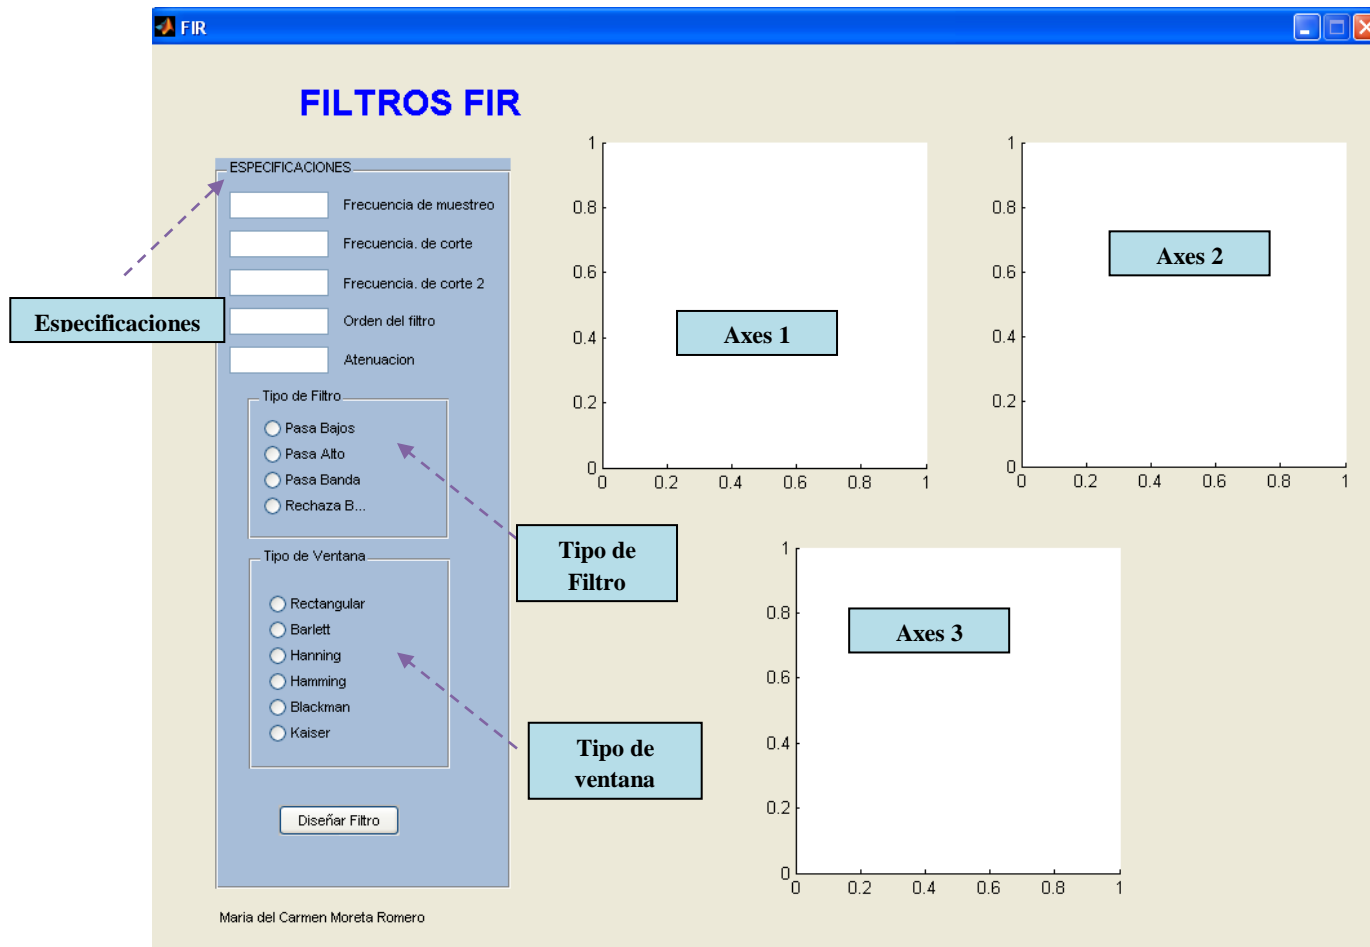 FIR
FILTROS FIR
ESPECIFICACIONES
Frecuencia de muestreo
Frecuencia. de corte
Frecuencia. de corte 2
Orden del filtro
Atenuacion
Especificaciones
Tipo de Filtro
Pasa Bajos
Pasa Alto
Pasa Banda
Rechaza B...
Tipo de
Filtro
Tipo de Ventana
Rectangular
Barlett
Hanning
Hamming
Blackman
Kaiser
Tipo de
ventana
Diseñar Filtro
Maria del Carmen Moreta Romero
1
0.8
0.6
0.4
0.2
0
0 0.2 0.4 0.6 0.8 1
Axes 1
1
0.8
0.6
0.4
0.2
0
0 0.2 0.4 0.6 0.8 1
Axes 2
1
0.8
0.6
0.4
0.2
0
0 0.2 0.4 0.6 0.8 1
Axes 3